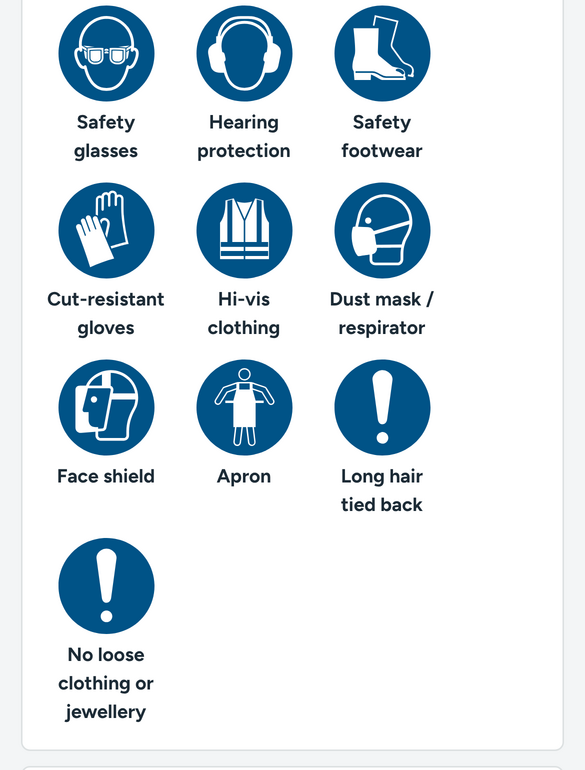 Safety
glasses
Hearing
protection
Safety
footwear
Cut-resistant
gloves
Hi-vis
clothing
Dust mask /
respirator
Face shield
Apron
Long hair
tied back
No loose
clothing or
jewellery